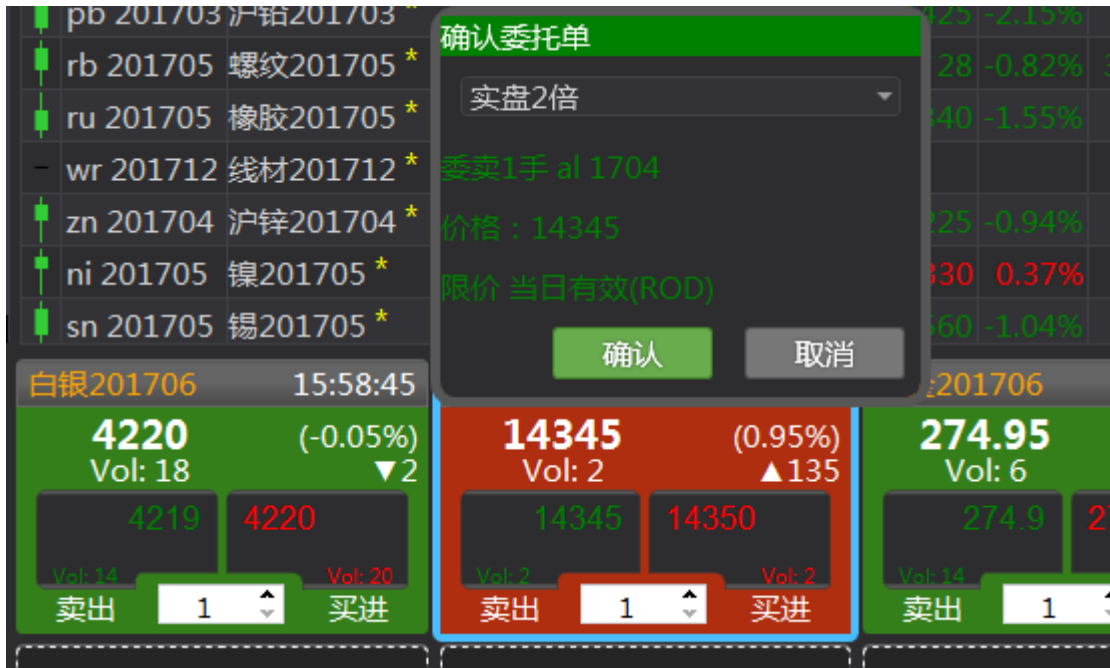 pb 201703 沪铅201703 *
425 -2.15%
确认委托单
rb 201705 螺纹201705 *
28 -0.82%
实盘2倍
ru 201705 橡胶201705 *
340 -1.55%
wr 201712 线材201712 *
委卖1手 al 1704
zn 201704 沪锌201704 *
225 -0.94%
价格：14345
ni 201705 镍201705 *
330 0.37%
限价 当日有效(ROD)
sn 201705 锡201705 *
560 -1.04%
确认 取消
白银201706 15:58:45
201706
4220 (-0.05%)
Vol: 18 ▼2
4219 4220
Vol: 14 Vol: 20
卖出 1 买进
14345 (0.95%)
Vol: 2 ▲135
14345 14350
Vol: 2 Vol: 2
卖出 1 买进
274.95
Vol: 6
274.9
Vol: 14
卖出 1